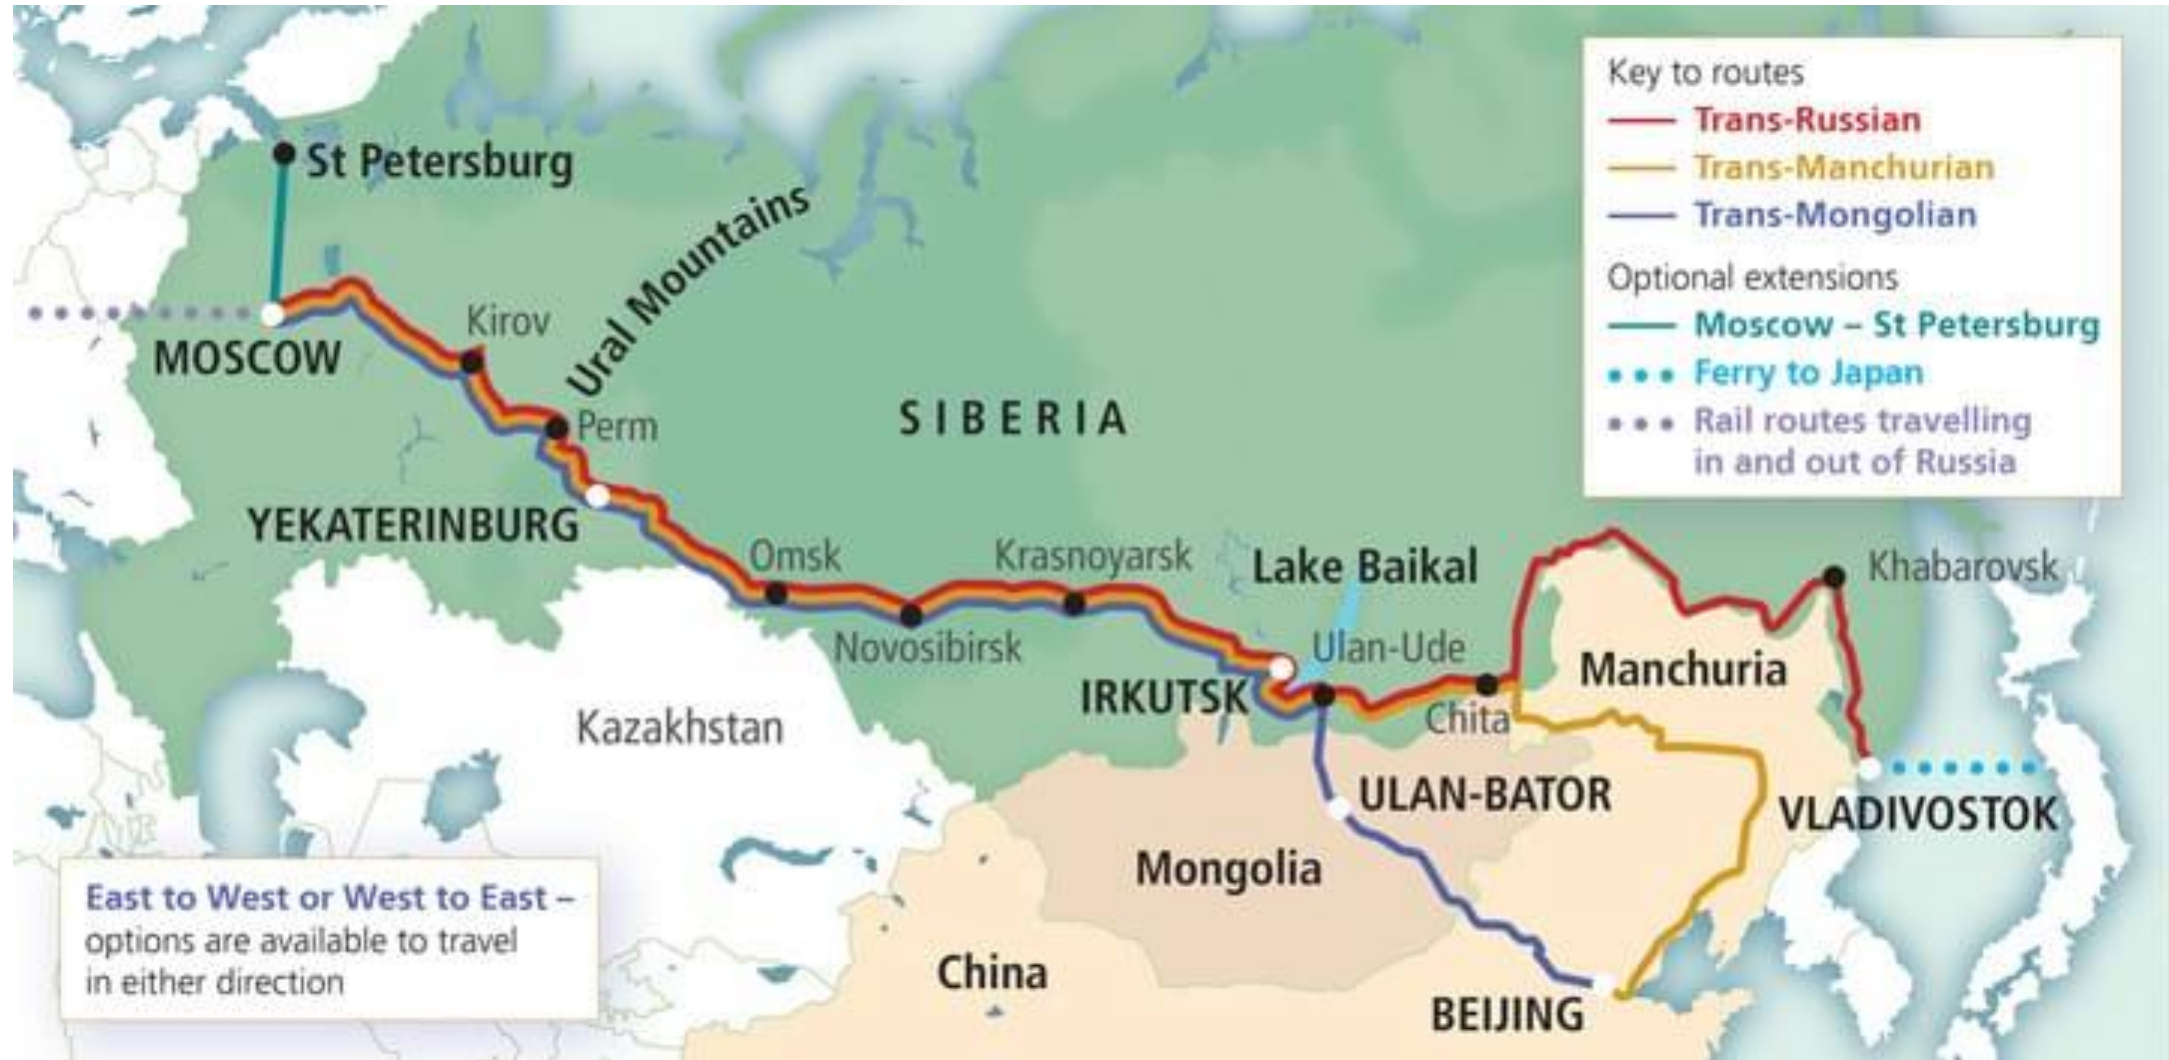 Key to routes
Trans-Russian
Trans-Manchurian
Trans-Mongolian
Optional extensions
Moscow – St Petersburg
Ferry to Japan
Rail routes travelling
in and out of Russia
St Petersburg
Ural Mountains
Kirov
MOSCOW
Perm
SIBERIA
YEKATERINBURG
Omsk
Krasnoyarsk
Lake Baikal
Khabarovsk
Novosibirsk
Ulan-Ude
Manchuria
IRKUTSK
Chita
Kazakhstan
ULAN-BATOR
VLADIVOSTOK
Mongolia
China
BEIJING
East to West or West to East –
options are available to travel
in either direction